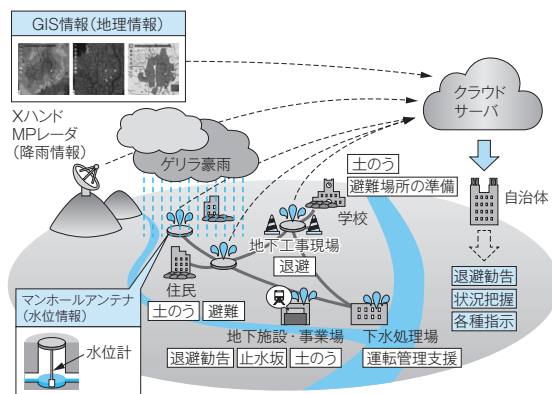 GIS情報(地理情報)
Xバンド
MPレーダ
(降雨情報)
ゲリラ豪雨
クラウド
サーバ
土のう
避難場所の準備
学校
自治体
地下工事現場
退避
住民
土のう
避難
退避勧告
状況把握
各種指示
マンホールアンテナ
(水位情報)
水位計
地下施設・事業場
退避勧告
止水坂
土のう
下水処理場
運転管理支援